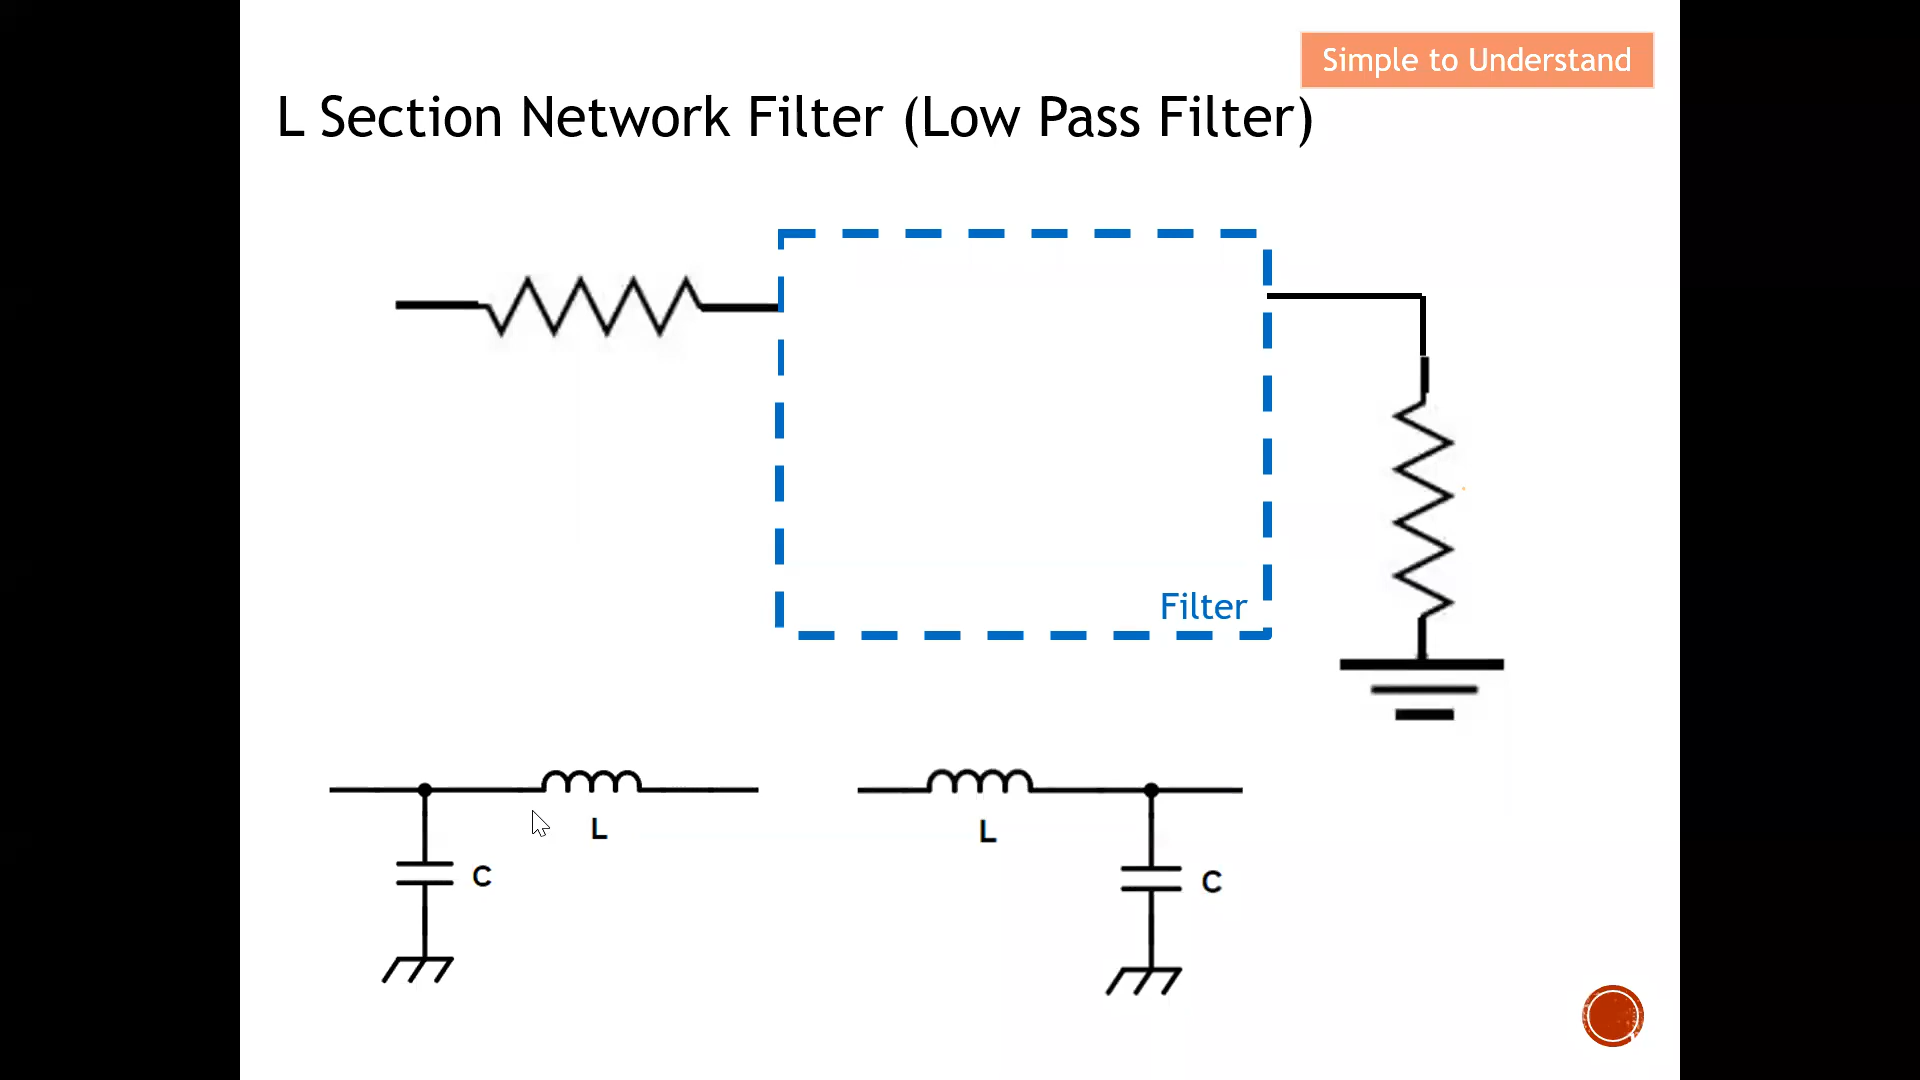 Simple to Understand
L Section Network Filter (Low Pass Filter)
Filter
L
C
L
C